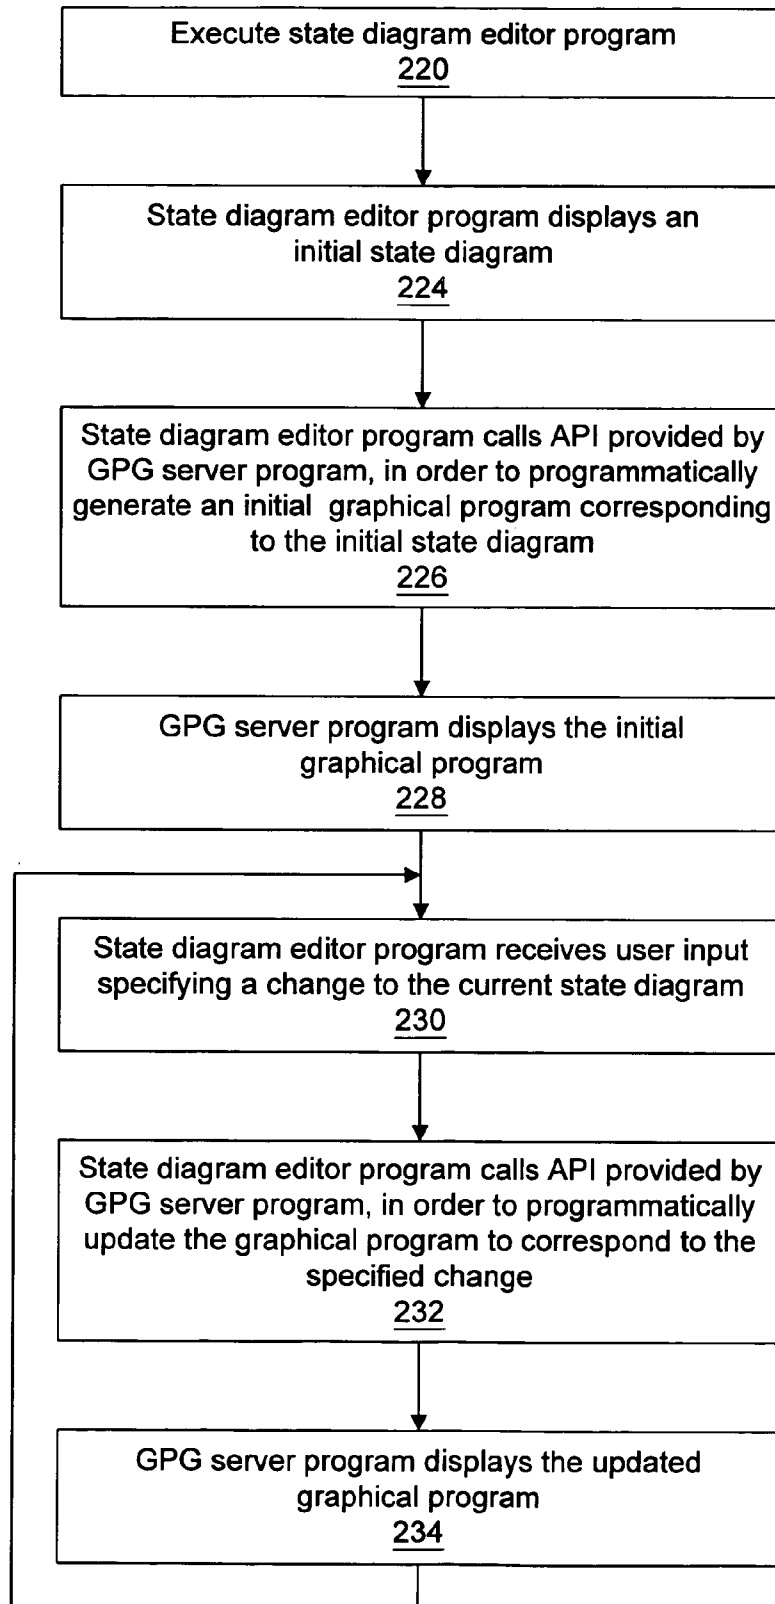 Execute state diagram editor program
220
State diagram editor program displays an
initial state diagram
224
State diagram editor program calls API provided by
GPG server program, in order to programmatically
generate an initial graphical program corresponding
to the initial state diagram
226
GPG server program displays the initial
graphical program
228
State diagram editor program receives user input
specifying a change to the current state diagram
230
State diagram editor program calls API provided by
GPG server program, in order to programmatically
update the graphical program to correspond to the
specified change
232
GPG server program displays the updated
graphical program
234